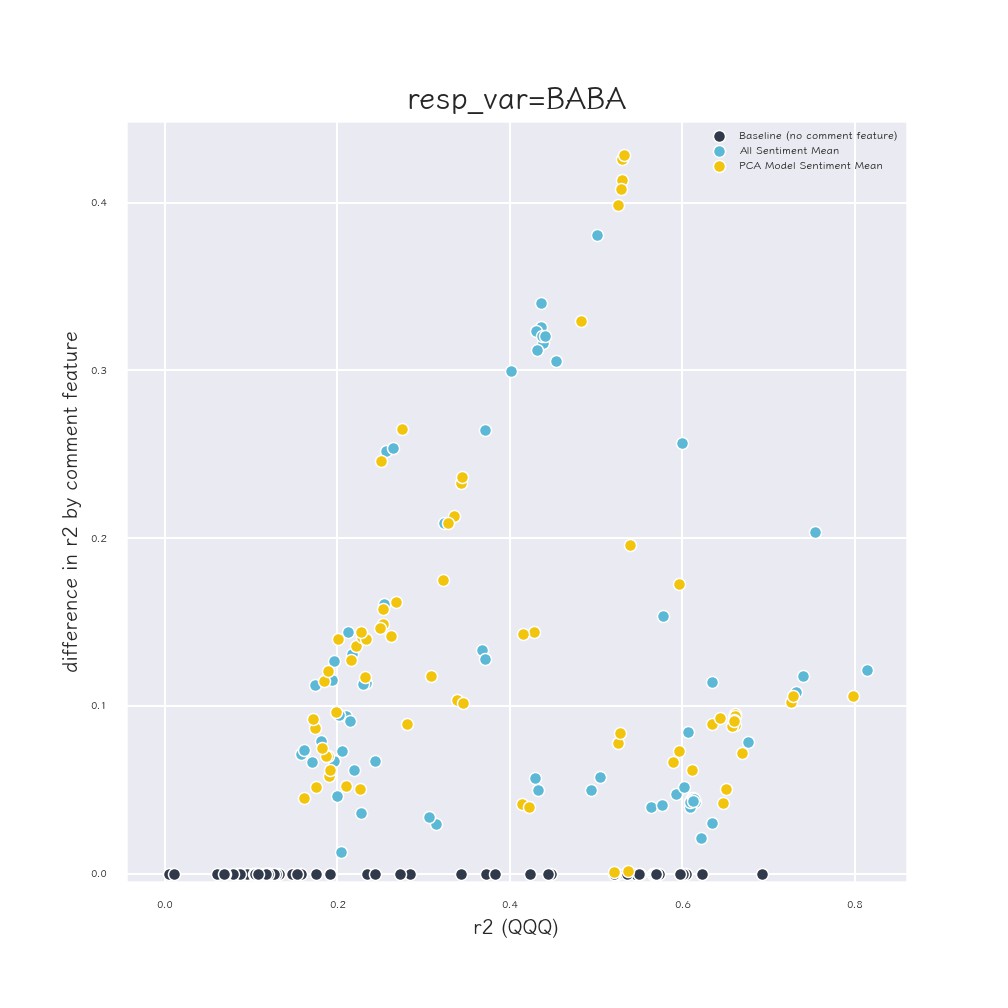 resp_var=BABA
Baseline (no comment feature)
All Sentiment Mean
PCA Model Sentiment Mean
difference in r2 by comment feature
0.4
0.3
0.2
0.1
0.0
0.0 0.2 0.4 0.6 0.8
r2 (QQQ)